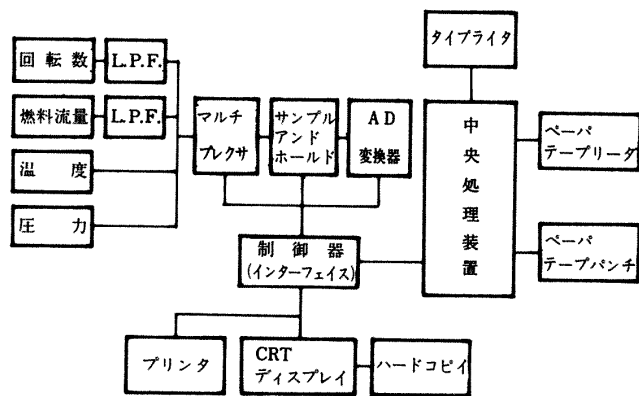 タイプライタ
回転数
L.P.F.
燃料流量
L.P.F.
温度
圧力
マルチ
プレクサ
サンプル
アンド
ホールド
AD
変換器
中央処理装置
ペーパ
テープリーダ
ペーパ
テープパンチ
制御器
(インターフェイス)
プリンタ
CRT
ディスプレイ
ハードコピイ